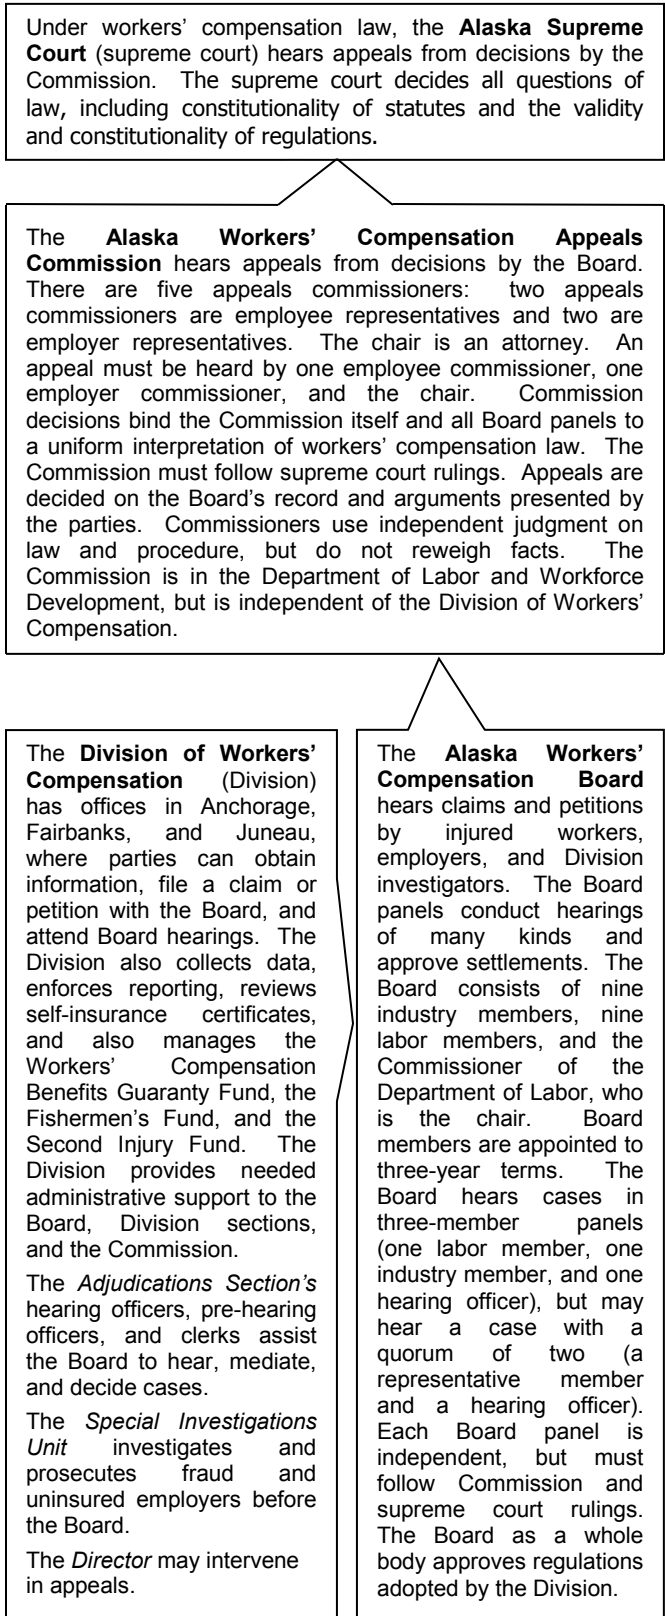 Under workers’ compensation law, the Alaska Supreme
Court (supreme court) hears appeals from decisions by the
Commission. The supreme court decides all questions of
law, including constitutionality of statutes and the validity
and constitutionality of regulations.
The Alaska Workers’ Compensation Appeals
Commission hears appeals from decisions by the Board.
There are five appeals commissioners: two appeals
commissioners are employee representatives and two are
employer representatives. The chair is an attorney. An
appeal must be heard by one employee commissioner, one
employer commissioner, and the chair. Commission
decisions bind the Commission itself and all Board panels to
a uniform interpretation of workers’ compensation law. The
Commission must follow supreme court rulings. Appeals are
decided on the Board’s record and arguments presented by
the parties. Commissioners use independent judgment on
law and procedure, but do not reweigh facts. The
Commission is in the Department of Labor and Workforce
Development, but is independent of the Division of Workers’
Compensation.
The Division of Workers’
Compensation (Division)
has offices in Anchorage,
Fairbanks, and Juneau,
where parties can obtain
information, file a claim or
petition with the Board, and
attend Board hearings. The
Division also collects data,
enforces reporting, reviews
self-insurance certificates,
and also manages the
Workers’ Compensation
Benefits Guaranty Fund, the
Fishermen’s Fund, and the
Second Injury Fund. The
Division provides needed
administrative support to the
Board, Division sections,
and the Commission.
The Adjudications Section’s
hearing officers, pre-hearing
officers, and clerks assist
the Board to hear, mediate,
and decide cases.
The Special Investigations
Unit investigates and
prosecutes fraud and
uninsured employers before
the Board.
The Director may intervene
in appeals.
The Alaska Workers’
Compensation Board
hears claims and petitions
by injured workers,
employers, and Division
investigators. The Board
panels conduct hearings
of many kinds and
approve settlements. The
Board consists of nine
industry members, nine
labor members, and the
Commissioner of the
Department of Labor, who
is the chair. Board
members are appointed to
three-year terms. The
Board hears cases in
three-member panels
(one labor member, one
industry member, and one
hearing officer), but may
hear a case with a
quorum of two (a
representative member
and a hearing officer).
Each Board panel is
independent, but must
follow Commission and
supreme court rulings.
The Board as a whole
body approves regulations
adopted by the Division.